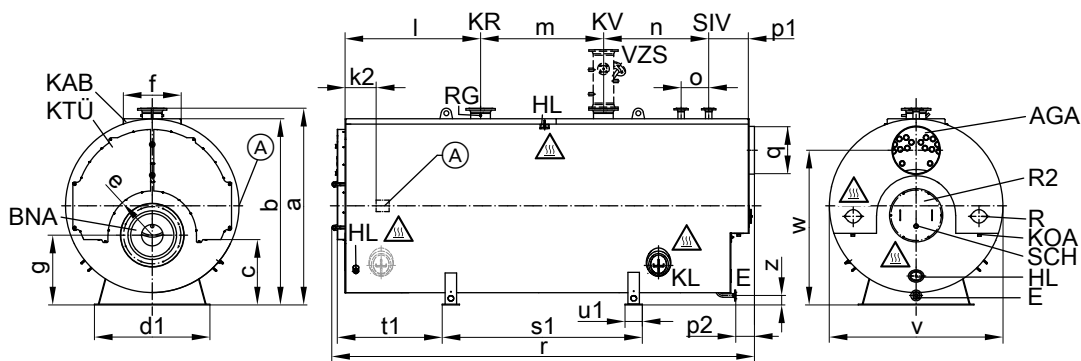 l
KR
m
KV
n
SIV
p1
VZS
o
k2
RG
HL
KAB
f
KTÜ
A
e
BNA
g
c
b
a
d1
A
HL
q
KL
E
z
t1
s1
u1
p2
r
AGA
R2
R
KOA
SCH
HL
E
w
v